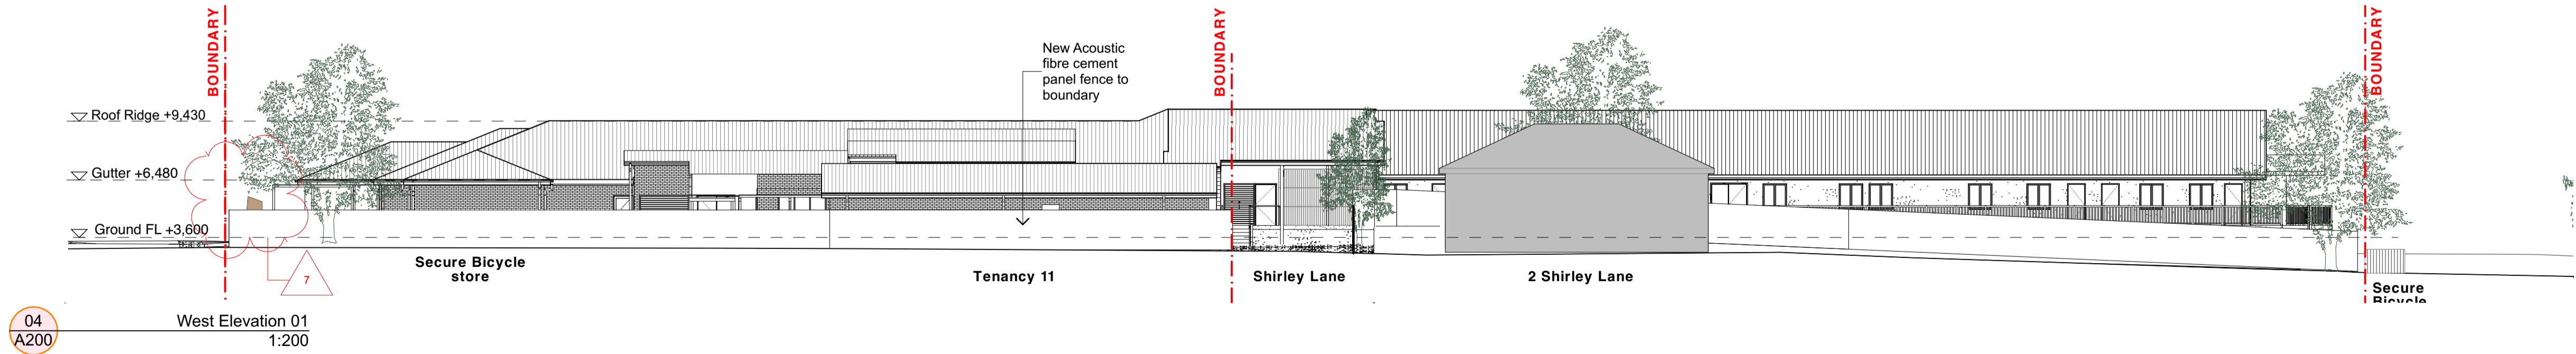 BOUNDARY
BOUNDARY
BOUNDARY
New Acoustic
fibre cement
panel fence to
boundary
Roof Ridge +9,430
Gutter +6,480
Ground FL +3,600
7
Secure Bicycle
store
Tenancy 11
Shirley Lane
2 Shirley Lane
Secure
Bicycle
04
A200
West Elevation 01
1:200